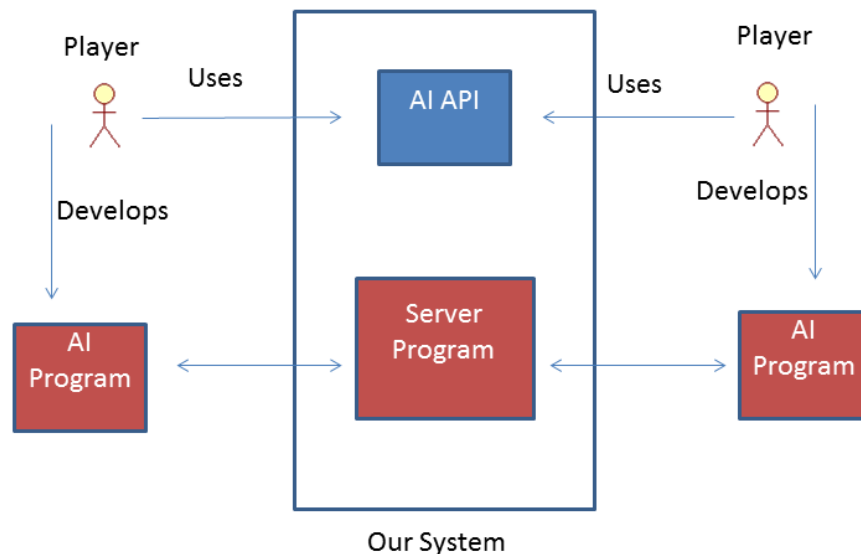 Player
Player
Uses
AI API
Uses
Develops
Develops
Server
Program
AI
Program
AI
Program
Our System